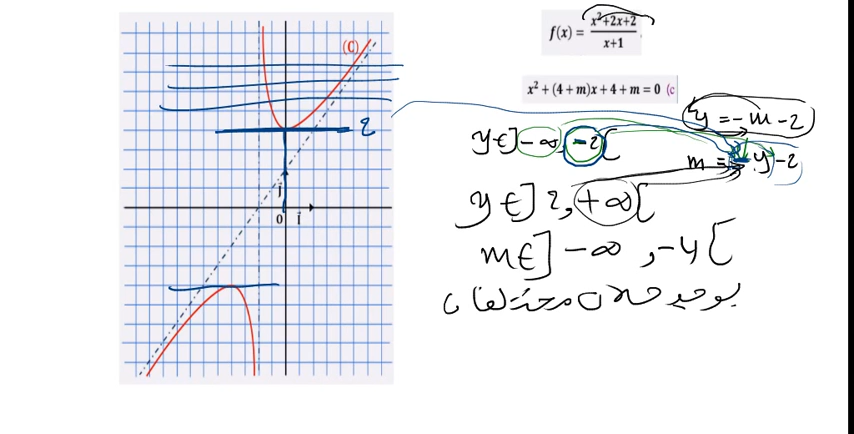 f(x) = x²+2x+2 / x+1
x² + (4 + m)x + 4 + m = 0 (c
(C)
y = -m - 2
y ∈ ]-∞, -2[
m = -y - 2
2
y ∈ ] 2, +∞ [
m ∈ ] -∞, -4 [
يوجد حلان مختلفان
j
0 i